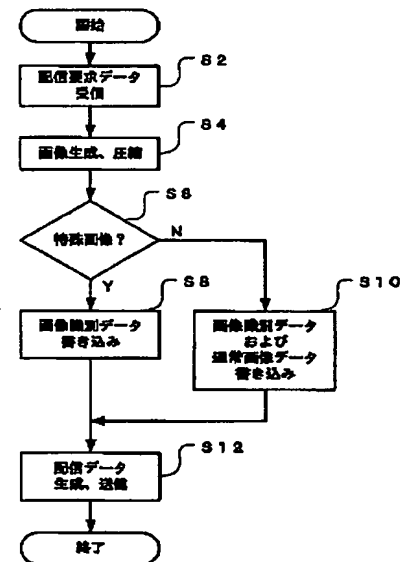 開始
S2
配信要求データ
受信
S4
画像生成、圧縮
S6
特殊画像?
N
Y
S8
画像識別データ
書き込み
S10
画像識別データ
および
通常画像データ
書き込み
S12
配信データ
生成、送信
終了